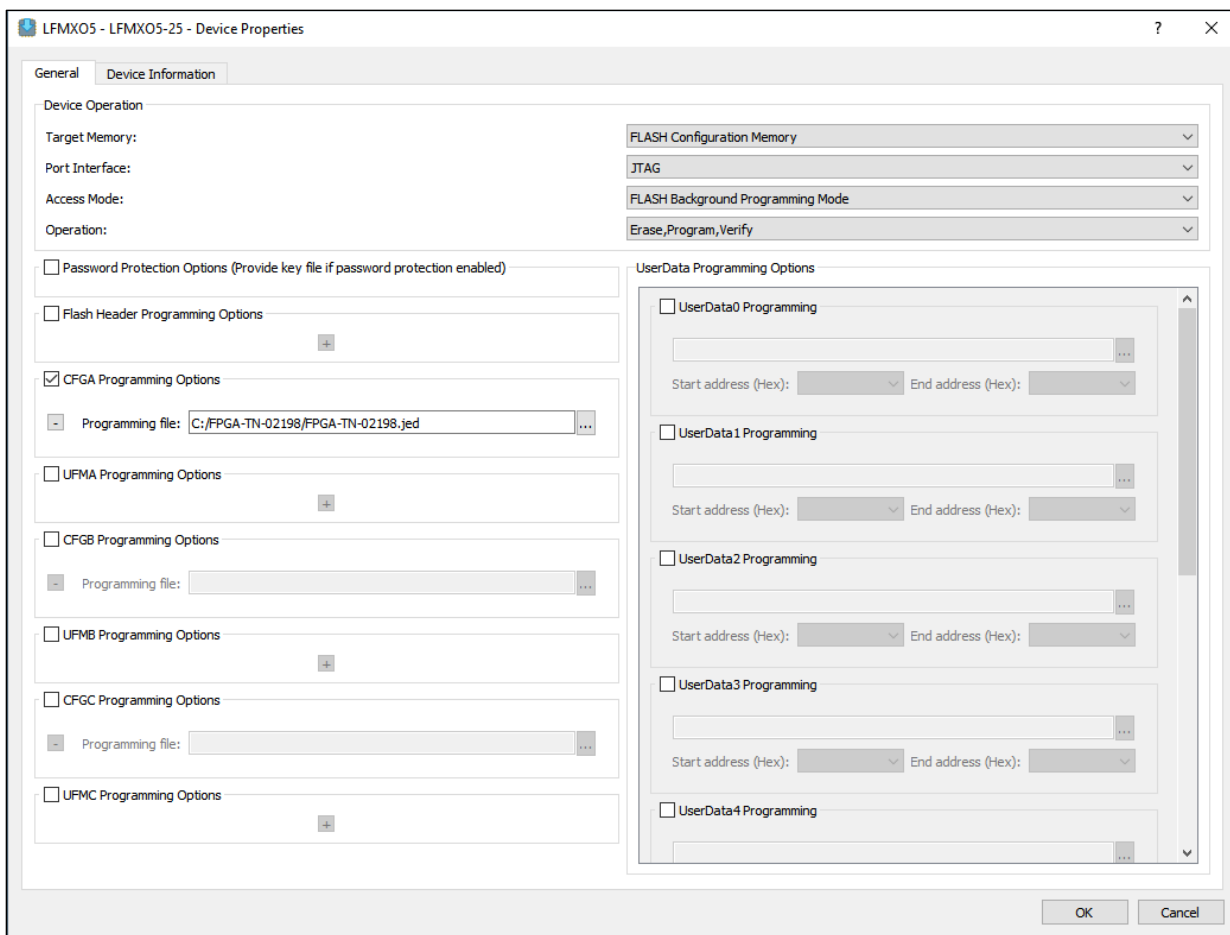 LFMXO5 - LFMXO5-25 - Device Properties ? X
General Device Information
Device Operation
Target Memory: FLASH Configuration Memory
Port Interface: JTAG
Access Mode: FLASH Background Programming Mode
Operation: Erase,Program,Verify
Password Protection Options (Provide key file if password protection enabled)
Flash Header Programming Options
+
CFGA Programming Options
- Programming file: C:/FPGA-TN-02198/FPGA-TN-02198.jed ...
UFMA Programming Options
+
CFGB Programming Options
- Programming file: ...
UFMB Programming Options
+
CFGC Programming Options
- Programming file: ...
UFMC Programming Options
+
UserData Programming Options
UserData0 Programming
...
Start address (Hex): End address (Hex):
UserData1 Programming
...
Start address (Hex): End address (Hex):
UserData2 Programming
...
Start address (Hex): End address (Hex):
UserData3 Programming
...
Start address (Hex): End address (Hex):
UserData4 Programming
...
OK Cancel